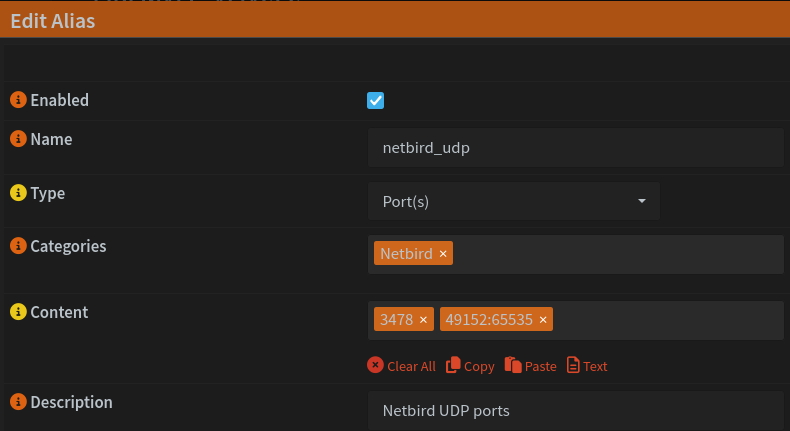 Edit Alias
Enabled
Name
netbird_udp
Type
Port(s)
Categories
Netbird ×
Content
3478 × 49152:65535 ×
Clear All Copy Paste Text
Description
Netbird UDP ports